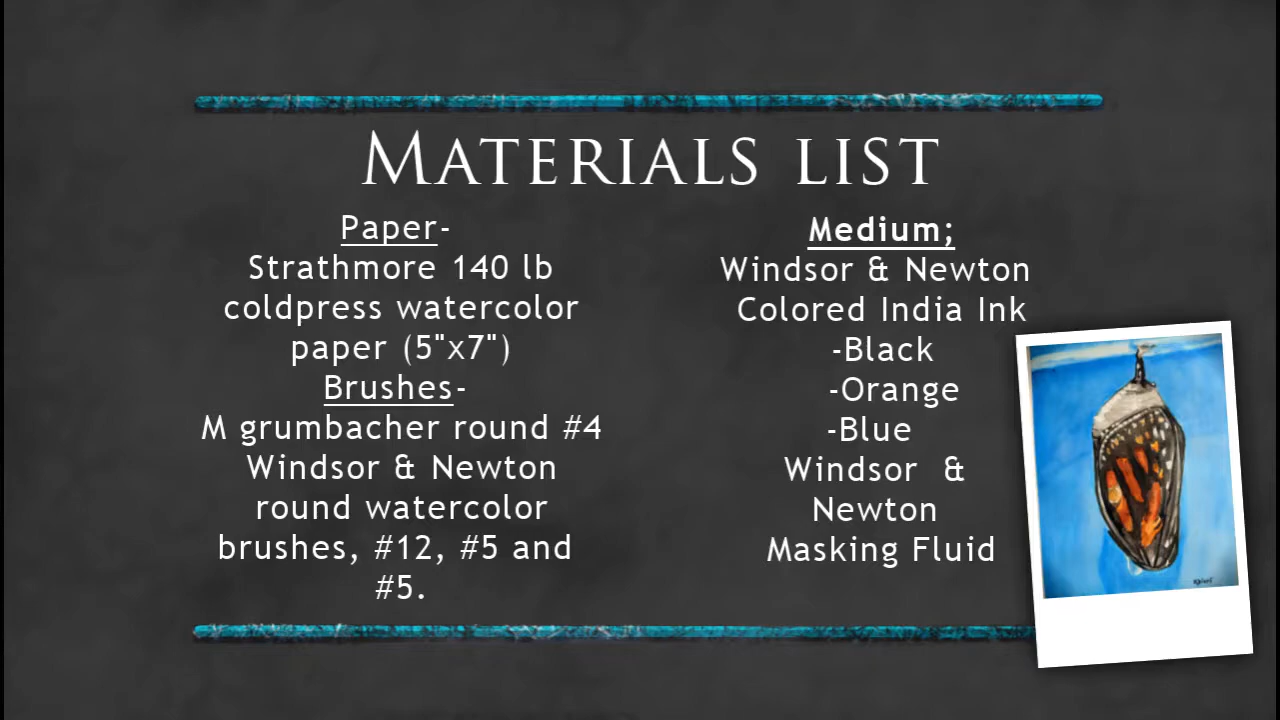 Materials list
Paper-
Strathmore 140 lb
coldpress watercolor
paper (5"x7")
Brushes-
M grumbacher round #4
Windsor & Newton
round watercolor
brushes, #12, #5 and
#5.
Medium;
Windsor & Newton
Colored India Ink
-Black
-Orange
-Blue
Windsor &
Newton
Masking Fluid